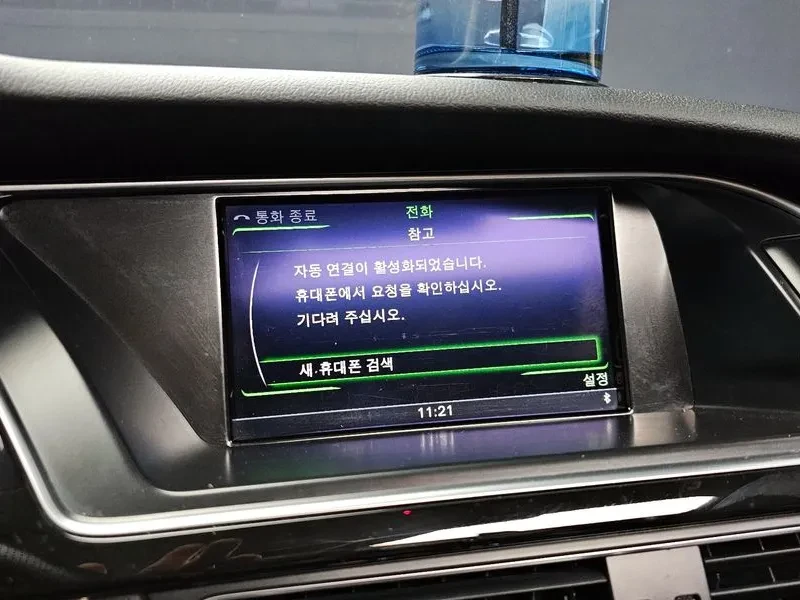 통화 종료
전화
참고
자동 연결이 활성화되었습니다.
휴대폰에서 요청을 확인하십시오.
기다려 주십시오.
새 휴대폰 검색
설정
11:21